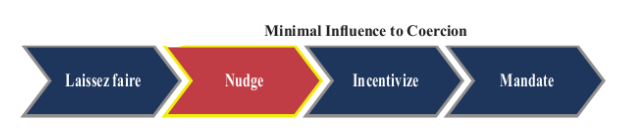 Minimal Influence to Coercion
Laissez faire
Nudge
Incentivize
Mandate